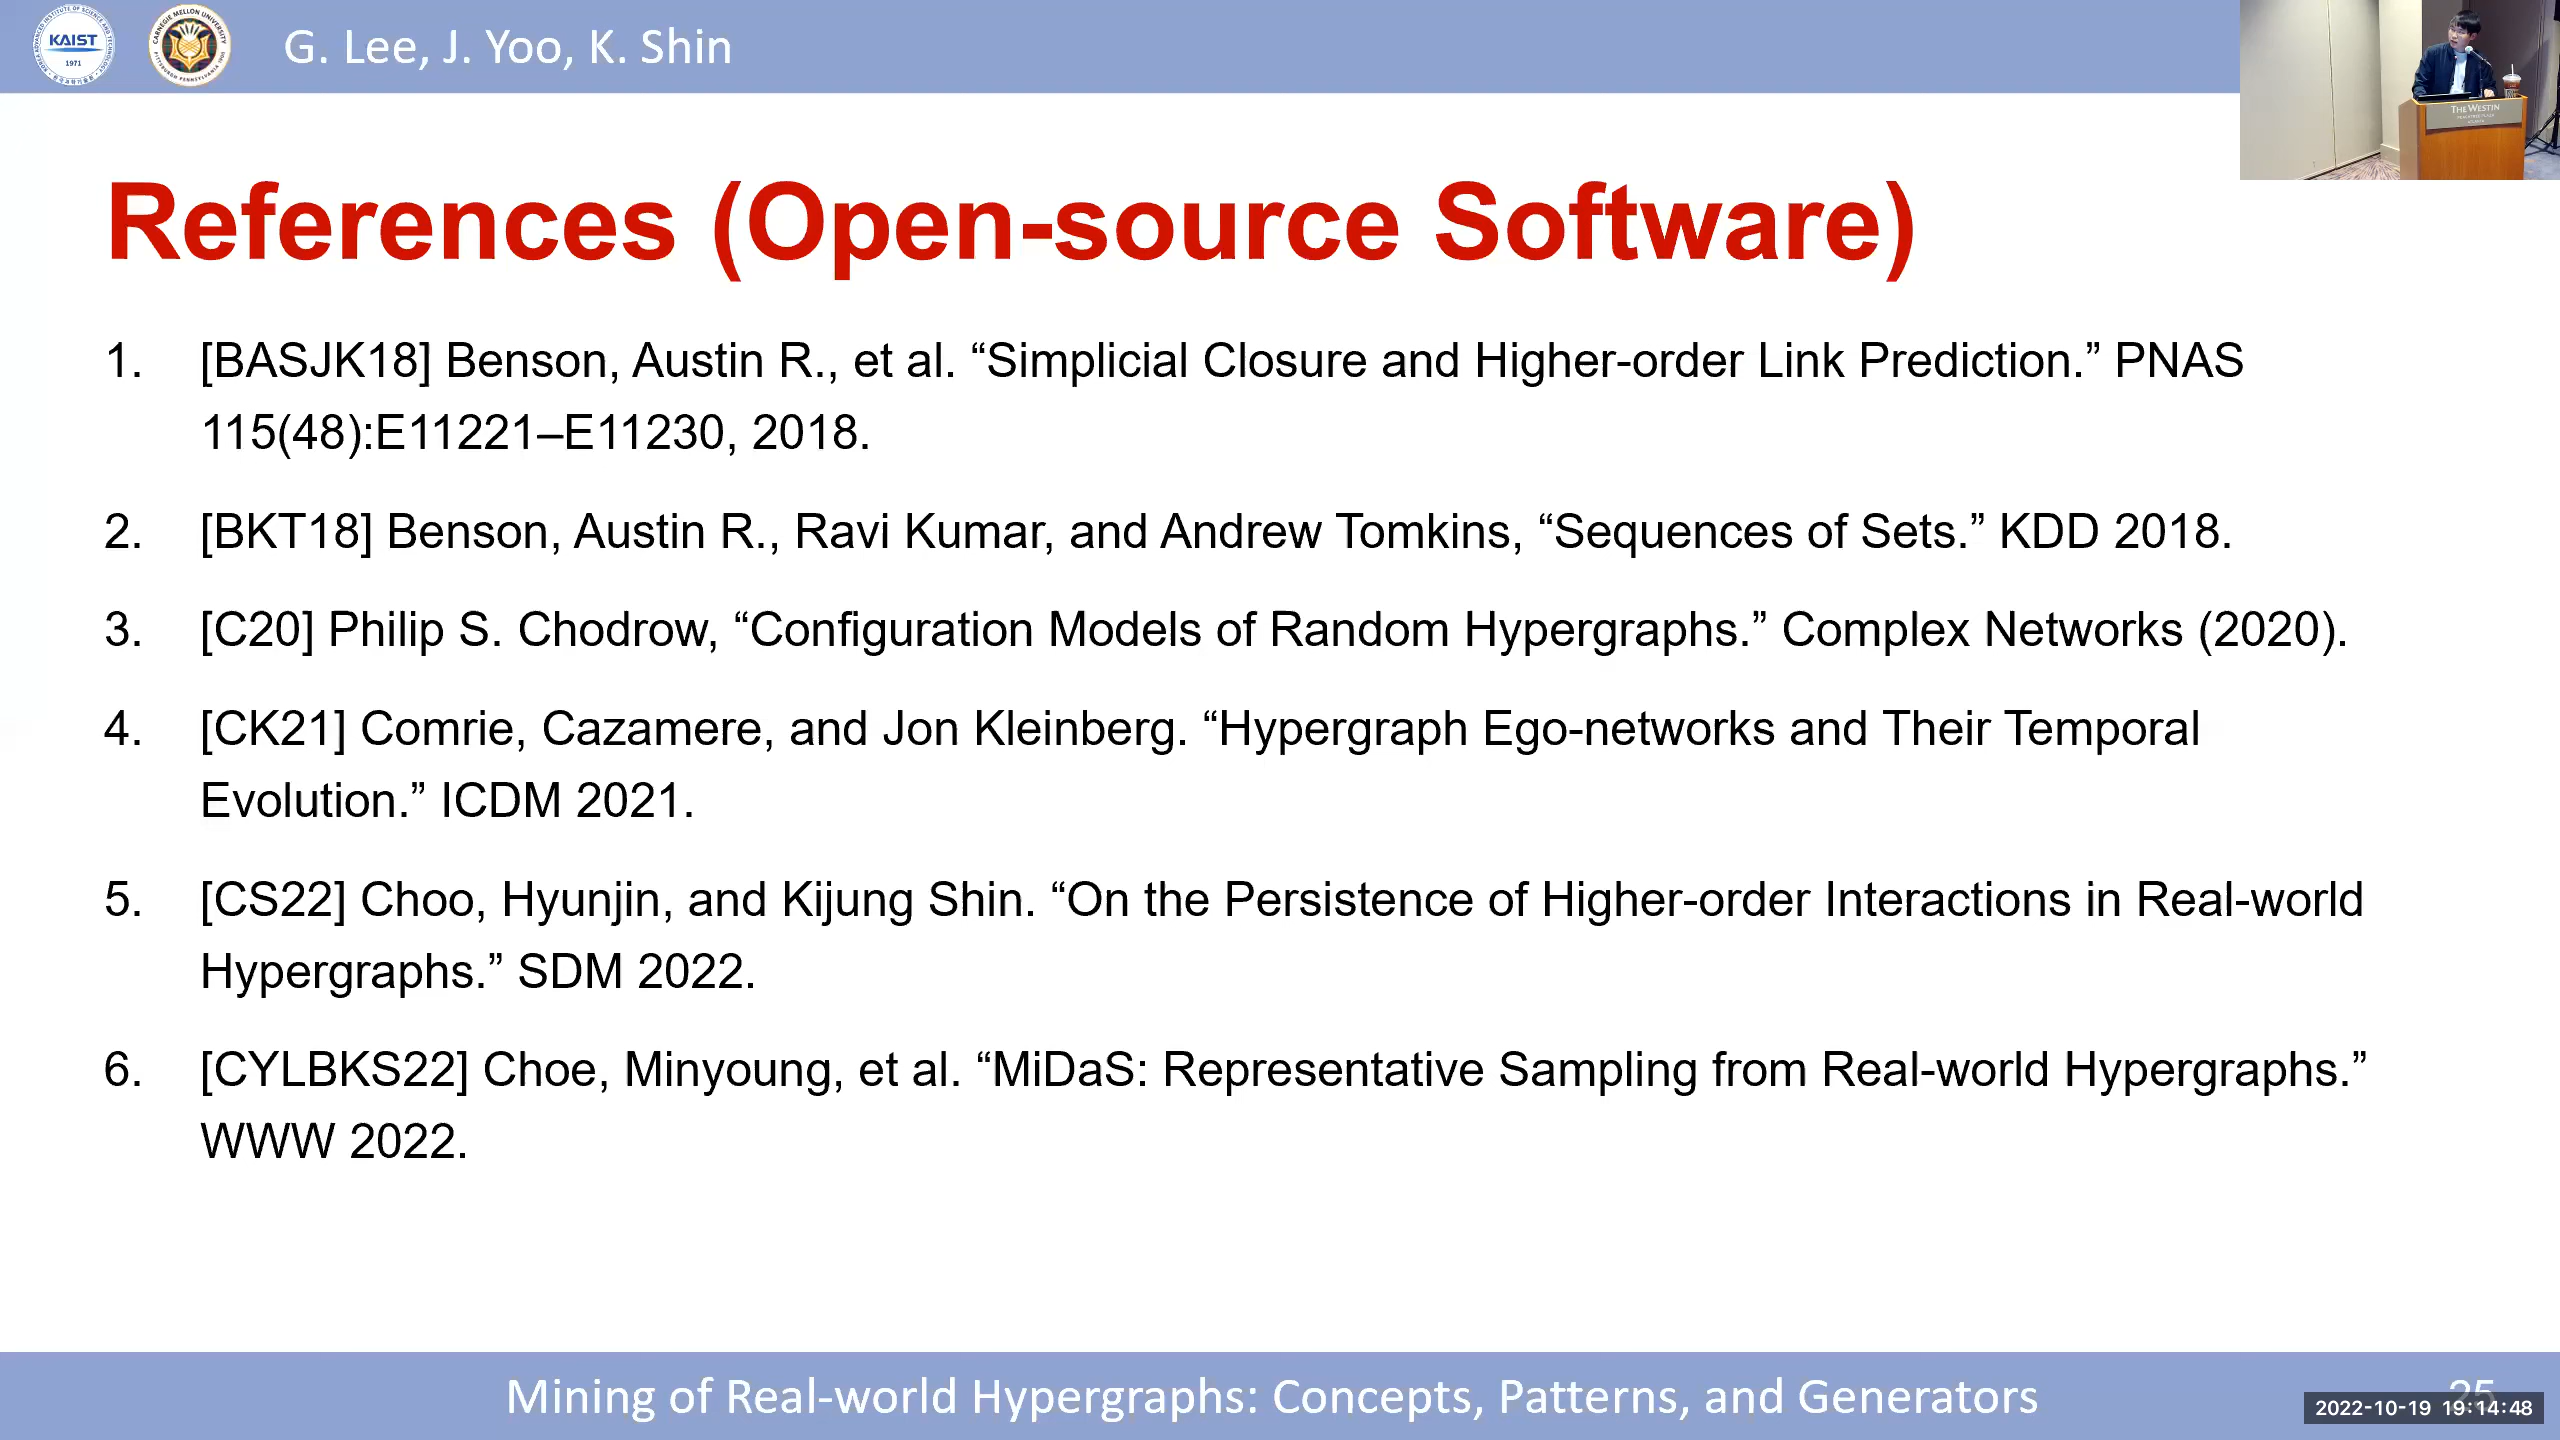 KAIST
1971
G. Lee, J. Yoo, K. Shin
THE WESTIN
References (Open-source Software)
1. [BASJK18] Benson, Austin R., et al. “Simplicial Closure and Higher-order Link Prediction.” PNAS
115(48):E11221–E11230, 2018.
2. [BKT18] Benson, Austin R., Ravi Kumar, and Andrew Tomkins, “Sequences of Sets.” KDD 2018.
3. [C20] Philip S. Chodrow, “Configuration Models of Random Hypergraphs.” Complex Networks (2020).
4. [CK21] Comrie, Cazamere, and Jon Kleinberg. “Hypergraph Ego-networks and Their Temporal
Evolution.” ICDM 2021.
5. [CS22] Choo, Hyunjin, and Kijung Shin. “On the Persistence of Higher-order Interactions in Real-world
Hypergraphs.” SDM 2022.
6. [CYLBKS22] Choe, Minyoung, et al. “MiDaS: Representative Sampling from Real-world Hypergraphs.”
WWW 2022.
Mining of Real-world Hypergraphs: Concepts, Patterns, and Generators
25
2022-10-19 19:14:48